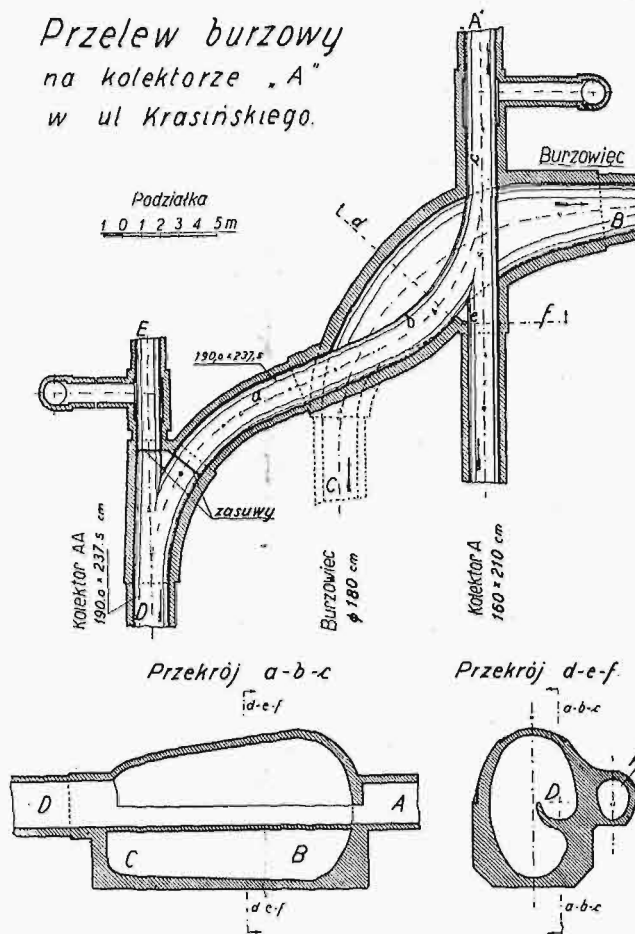 Przelew burzowy
na kolektorze „A"
w ul Krasińskiego.
Podziałka
1 0 1 2 3 4 5m
A'
c
Burzowiec
B
d
b
e
f
E
190,0 × 237,5
a
C
zasuwy
D
Kolektor AA
190.0 × 237.5 cm
Burzowiec
ϕ 180 cm
Kolektor A
160 × 210 cm
Przekrój a-b-c
d-e-f
D
A
C
B
d-e-f
Przekrój d-e-f.
a-b-c
D
A
a-b-c